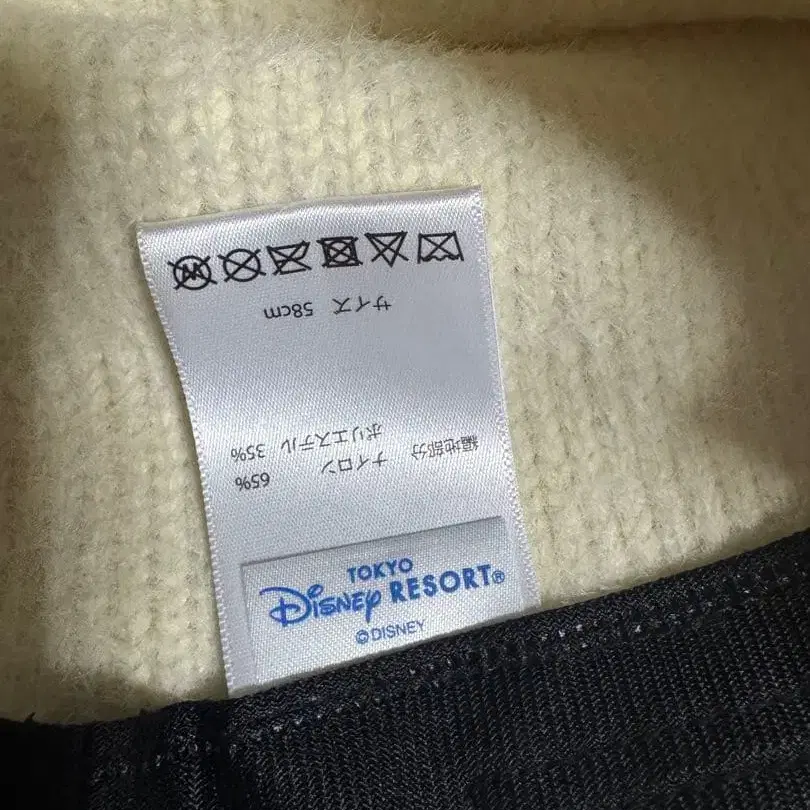 編地部分 ナイロン 65%
ポリエステル 35%
サイズ 58cm
TOKYO
Disney RESORT®
©DISNEY